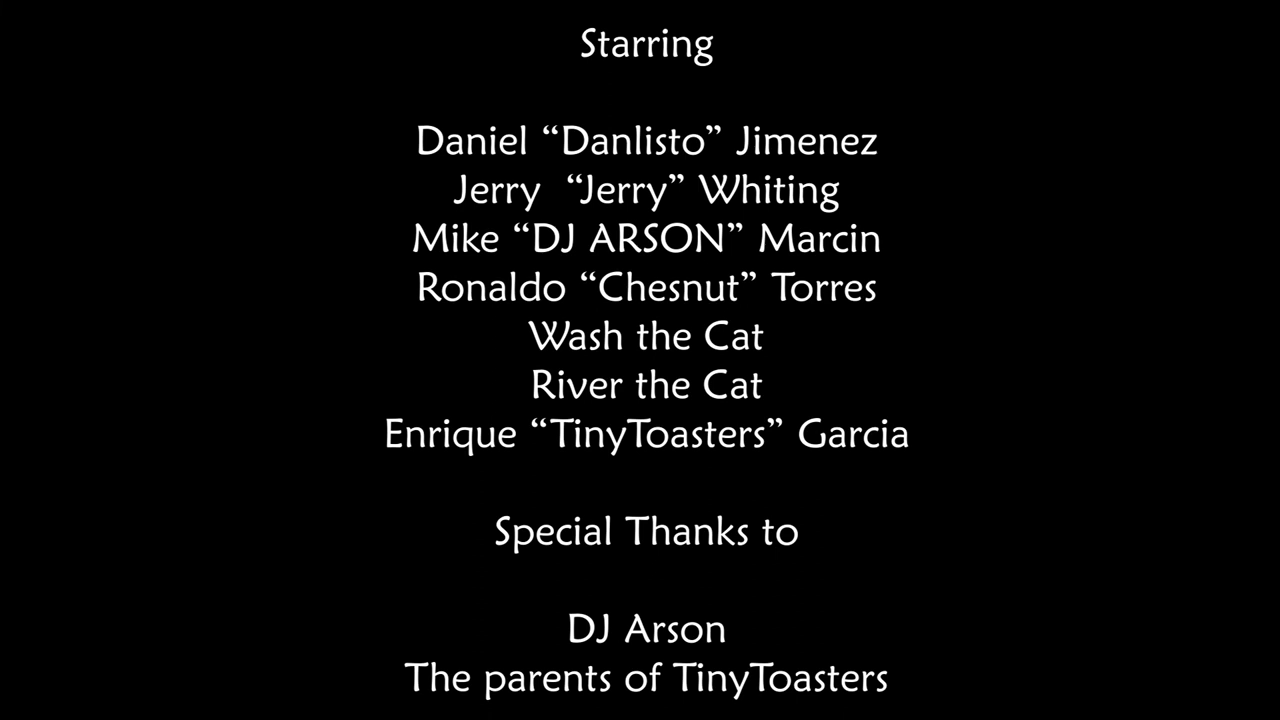 Starring
Daniel “Danlisto” Jimenez
Jerry  “Jerry” Whiting
Mike “DJ ARSON” Marcin
Ronaldo “Chesnut” Torres
Wash the Cat
River the Cat
Enrique “TinyToasters” Garcia
Special Thanks to
DJ Arson
The parents of TinyToasters